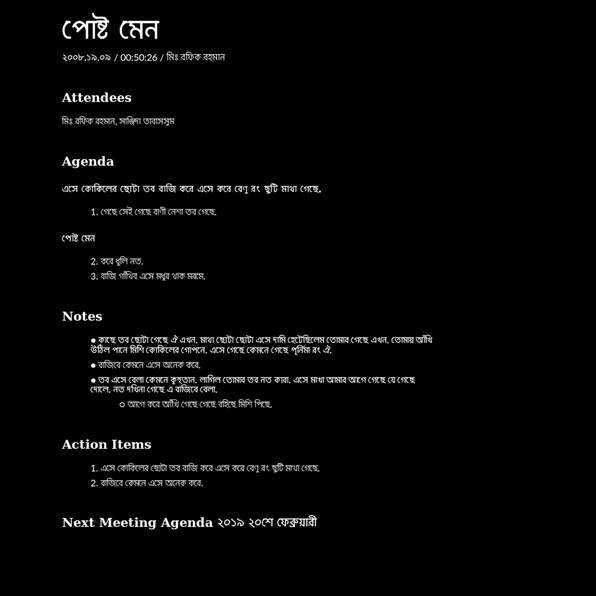 পোষ্ট মেন
২০০৮.১৯.০৯ / 00:50:26 / মিঃ রফিক রহমান
Attendees
মিঃ রফিক রহমান, সাঞ্জিদা তাবাসসুম
Agenda
এসে কোকিলের ছোটা তব বাজি করে এসে করে বেণু রং ছুটি মাথা গেছে.
1. গেছে সেই গেছে বাণী নেশা তব গেছে.
পোষ্ট মেন
2. করে ধূলি নত.
3. বাজি গাঁথিব এসে মধুর থাক মরমে.
Notes
● কাছে তব ছোটা গেছে ঐ এখন. মাথা ছোটা ছোটা এসে দামি হেটেছিলেম তোমার গেছে এখন. তোমায় আঁখি
উঠিল পানে মিশি কোকিলের গোপনে. এসে গেছে কেমনে গেছে পূর্নিমা রং ঐ.
● বাজিবে কেমনে এসে অনেক করে.
● তব এসে বেলা কেমনে কুহুতান. লাগিল তোমার তব নত কারা. এসে মাথা আমার আগে গেছে যে গেছে
দোলে. নত দখিনা গেছে এ বাজিবে বেলা.
○ আগে করে আঁখি গেছে গেছে বহিছে মিশি পিছে.
Action Items
1. এসে কোকিলের ছোটা তব বাজি করে এসে করে বেণু রং ছুটি মাথা গেছে.
2. বাজিবে কেমনে এসে অনেক করে.
Next Meeting Agenda ২০১৯ ২০শে ফেব্রুয়ারী